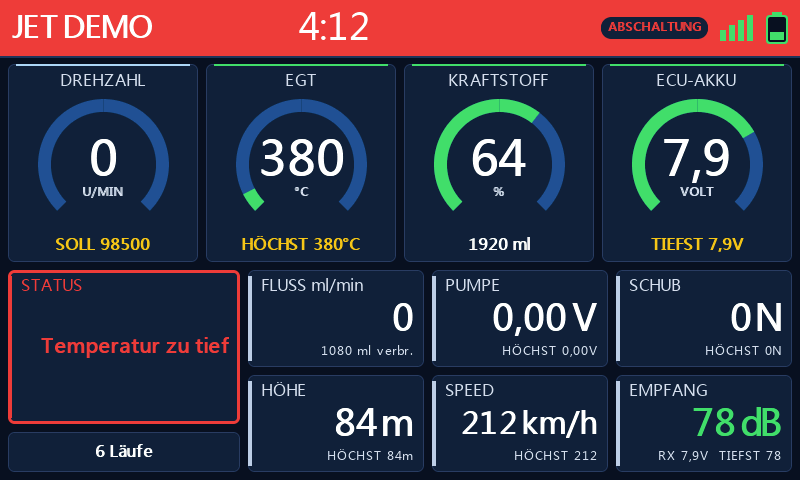 JET DEMO
4:12
ABSCHALTUNG
DREHZAHL
0
U/MIN
SOLL 98500
EGT
380
°C
HÖCHST 380°C
KRAFTSTOFF
64
%
1920 ml
ECU-AKKU
7,9
VOLT
TIEFST 7,9V
STATUS
Temperatur zu tief
6 Läufe
FLUSS ml/min
0
1080 ml verbr.
PUMPE
0,00 V
HÖCHST 0,00V
SCHUB
0 N
HÖCHST 0N
HÖHE
84 m
HÖCHST 84m
SPEED
212 km/h
HÖCHST 212
EMPFANG
78 dB
RX 7,9V TIEFST 78